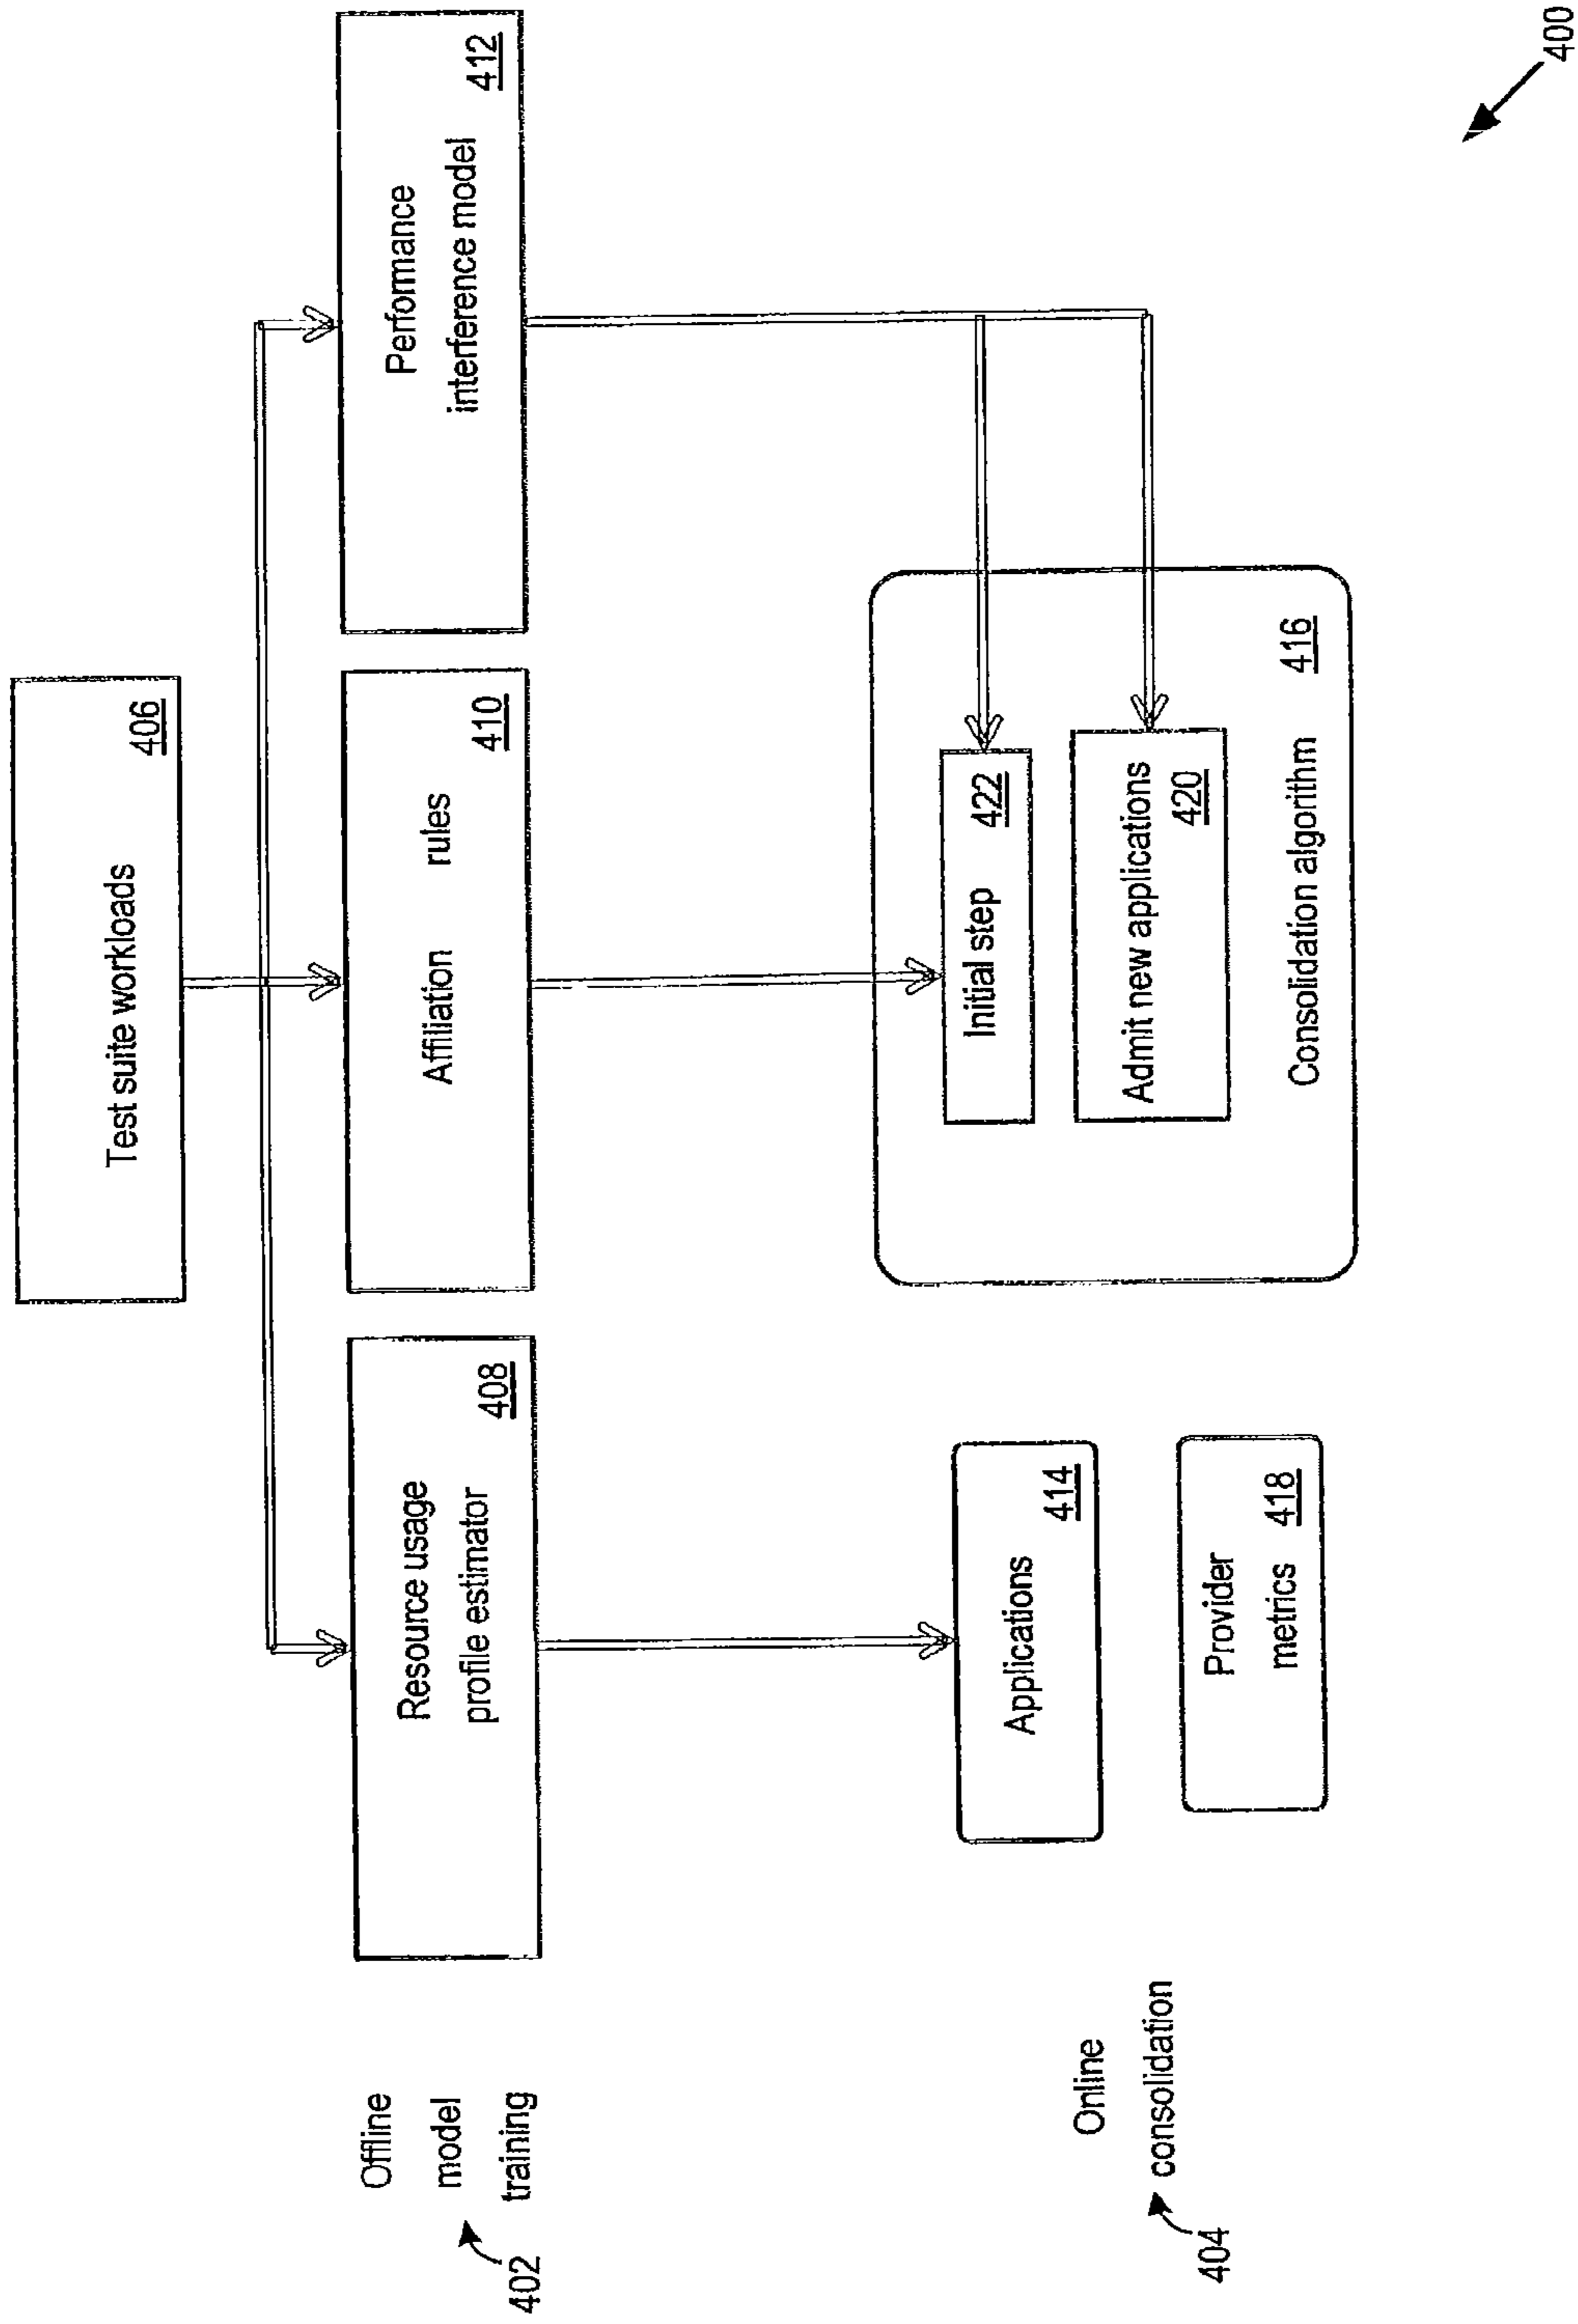 Test suite workloads
406
Offline
model
training
402
Resource usage
profile estimator
408
Affiliation rules
410
Performance
interference model
412
Online
consolidation
404
Applications
414
Provider
metrics 418
Initial step 422
Admit new applications
420
Consolidation algorithm 416
400